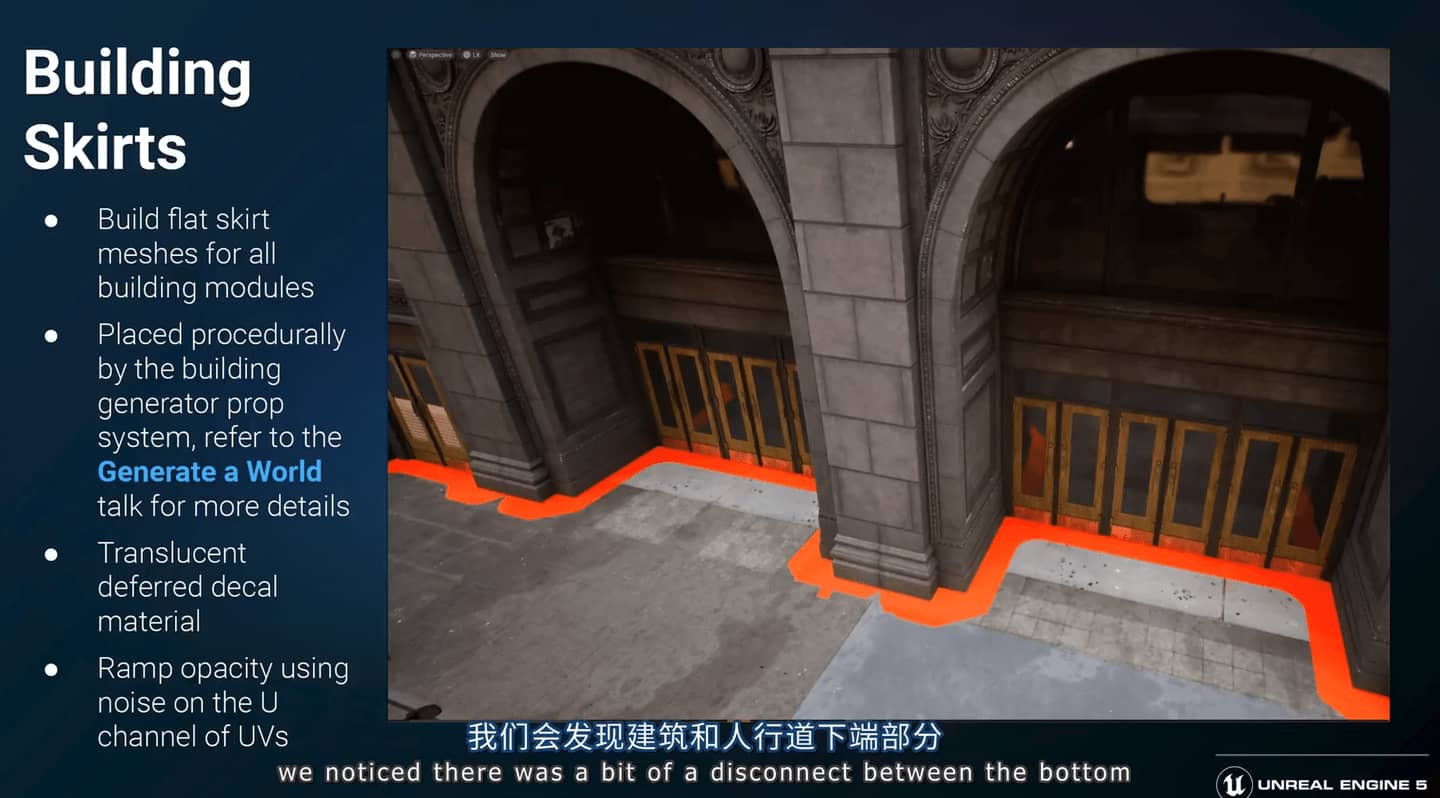 Building
Skirts
● Build flat skirt
meshes for all
building modules
● Placed procedurally
by the building
generator prop
system, refer to the
Generate a World
talk for more details
● Translucent
deferred decal
material
● Ramp opacity using
noise on the U
channel of UVs
Perspective Lit Show
我们会发现建筑和人行道下端部分
we noticed there was a bit of a disconnect between the bottom
UNREAL ENGINE 5